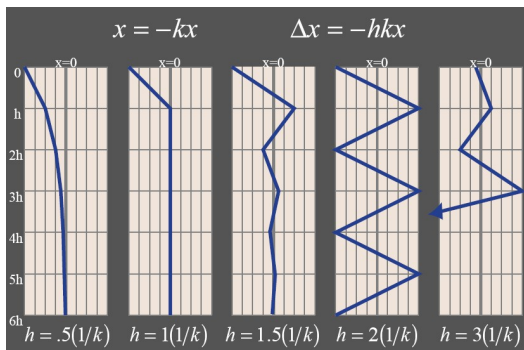 x = −kx Δx = −hkx
x=0 x=0 x=0 x=0 x=0
0
h
2h
3h
4h
5h
6h
h = .5(1/k) h = 1(1/k) h = 1.5(1/k) h = 2(1/k) h = 3(1/k)